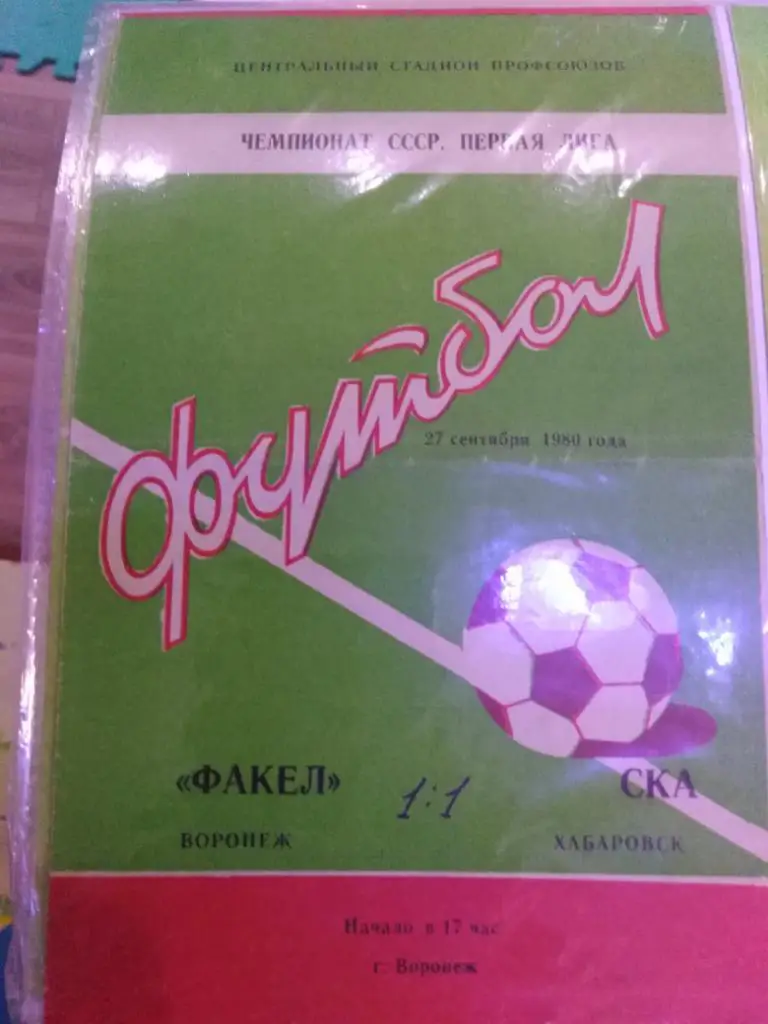 ЦЕНТРАЛЬНЫЙ СТАДИОН ПРОФСОЮЗОВ
ЧЕМПИОНАТ СССР. ПЕРВАЯ ЛИГА
футбол
27 сентября 1980 года
«ФАКЕЛ» 1:1 СКА
ВОРОНЕЖ ХАБАРОВСК
Начало в 17 час
г. Воронеж